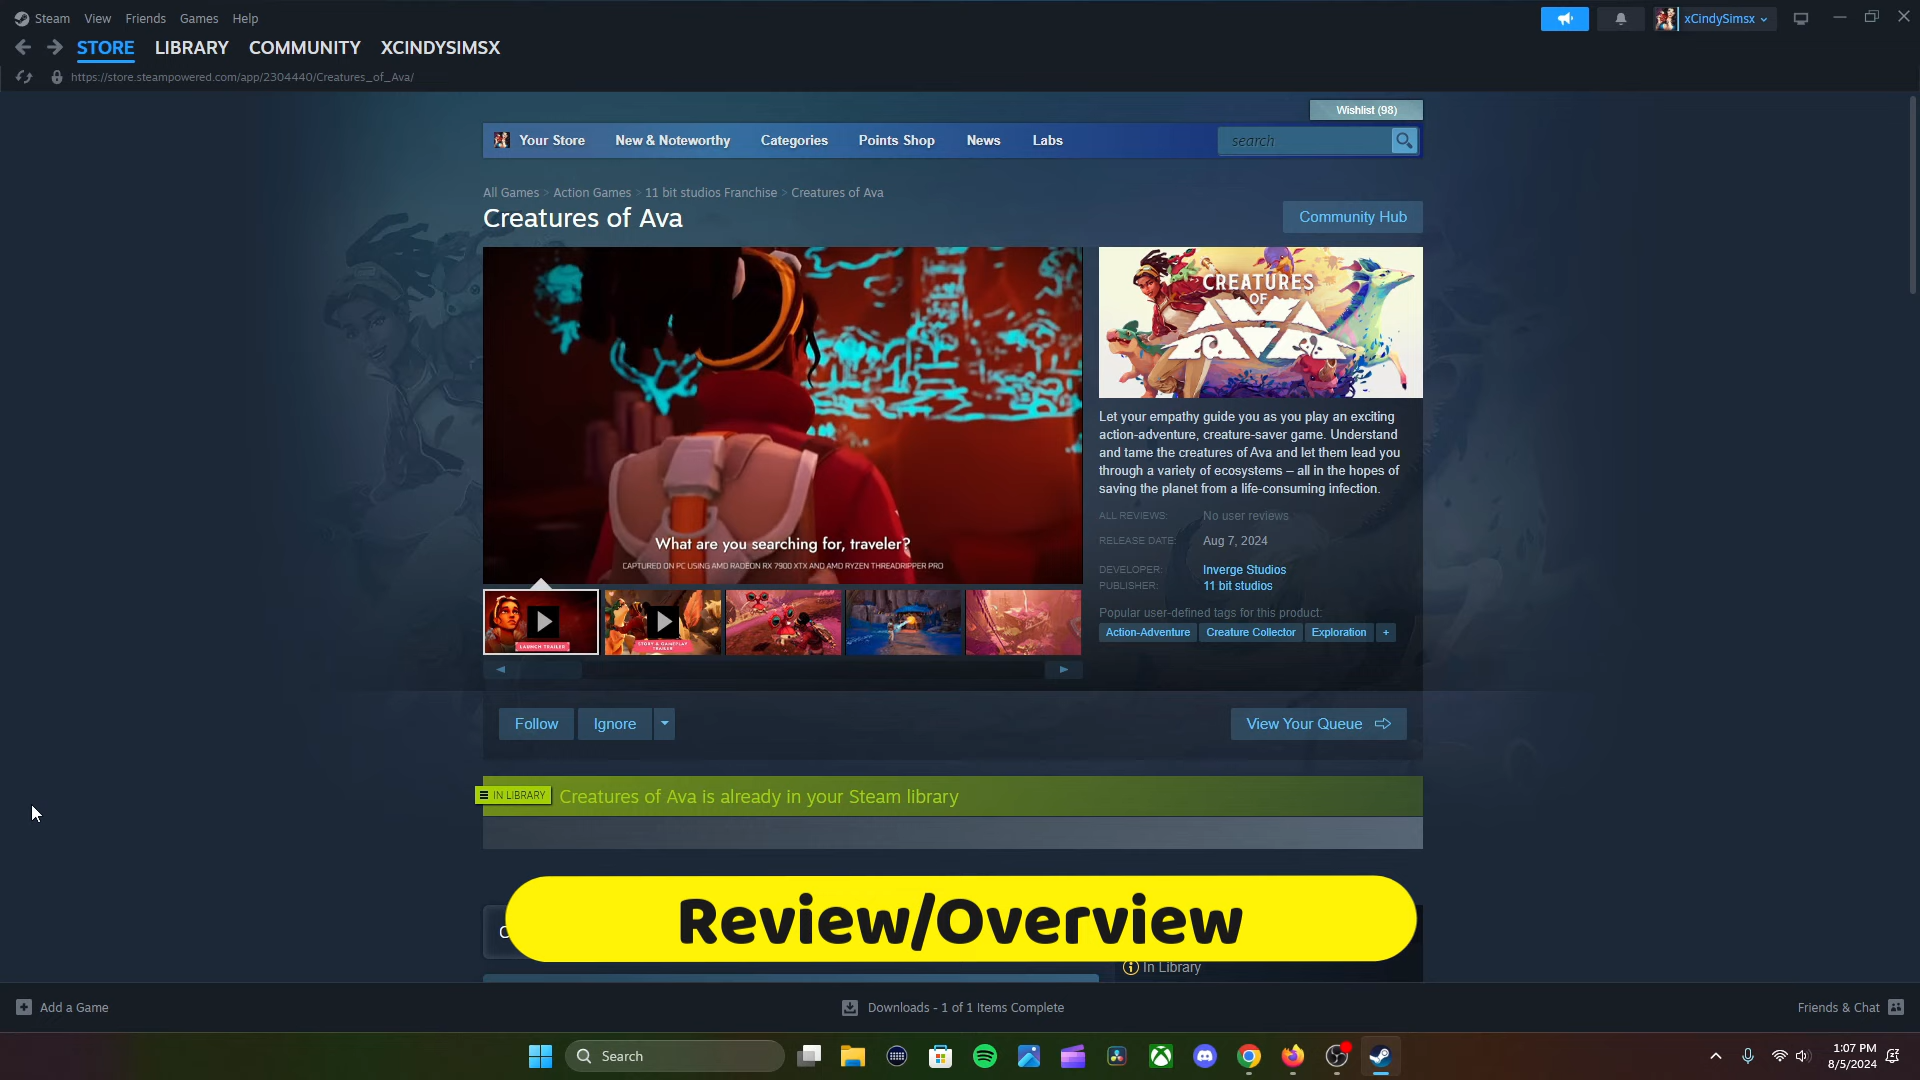 Steam View Friends Games Help
xCindySimsx
STORE LIBRARY COMMUNITY XCINDYSIMSX
https://store.steampowered.com/app/2304440/Creatures_of_Ava/
Wishlist (98)
Your Store New & Noteworthy Categories Points Shop News Labs
search
All Games > Action Games > 11 bit studios Franchise > Creatures of Ava
Creatures of Ava
Community Hub
CREATURES
OF
AVA
What are you searching for, traveler?
CAPTURED ON PC USING AMD RADEON RX 7900 XTX AND AMD RYZEN THREADRIPPER PRO
Let your empathy guide you as you play an exciting
action-adventure, creature-saver game. Understand
and tame the creatures of Ava and let them lead you
through a variety of ecosystems – all in the hopes of
saving the planet from a life-consuming infection.
ALL REVIEWS: No user reviews
RELEASE DATE: Aug 7, 2024
DEVELOPER: Inverge Studios
PUBLISHER: 11 bit studios
Popular user-defined tags for this product:
Action-Adventure Creature Collector Exploration +
LAUNCH TRAILER
STORY & GAMEPLAY
TRAILER
Follow Ignore
View Your Queue
IN LIBRARY Creatures of Ava is already in your Steam library
Review/Overview
In Library
Add a Game
Downloads - 1 of 1 Items Complete
Friends & Chat
Search
1:07 PM
8/5/2024